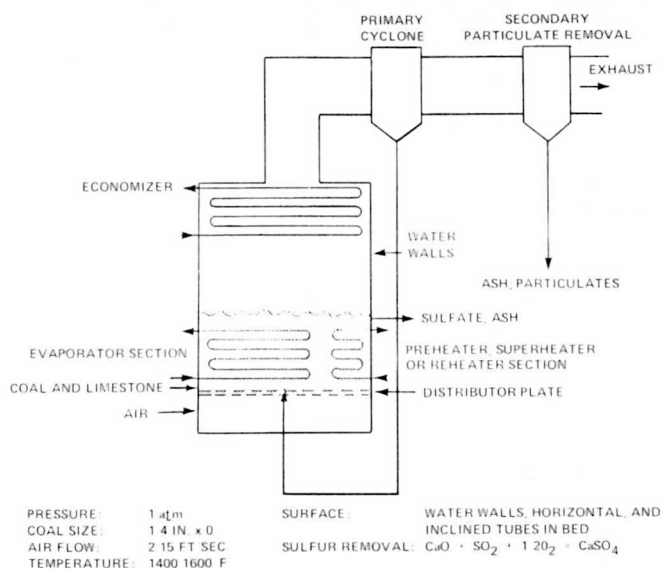 PRIMARY
CYCLONE
SECONDARY
PARTICULATE REMOVAL
EXHAUST
ECONOMIZER
WATER
WALLS
ASH, PARTICULATES
SULFATE, ASH
EVAPORATOR SECTION
PREHEATER, SUPERHEATER
OR REHEATER SECTION
COAL AND LIMESTONE
DISTRIBUTOR PLATE
AIR
PRESSURE: 1 atm
COAL SIZE: 1 4 IN. x 0
AIR FLOW: 2 15 FT SEC
TEMPERATURE: 1400 1600 F
SURFACE: WATER WALLS, HORIZONTAL, AND
INCLINED TUBES IN BED
SULFUR REMOVAL: CaO + SO2 + 1 2O2 = CaSO4